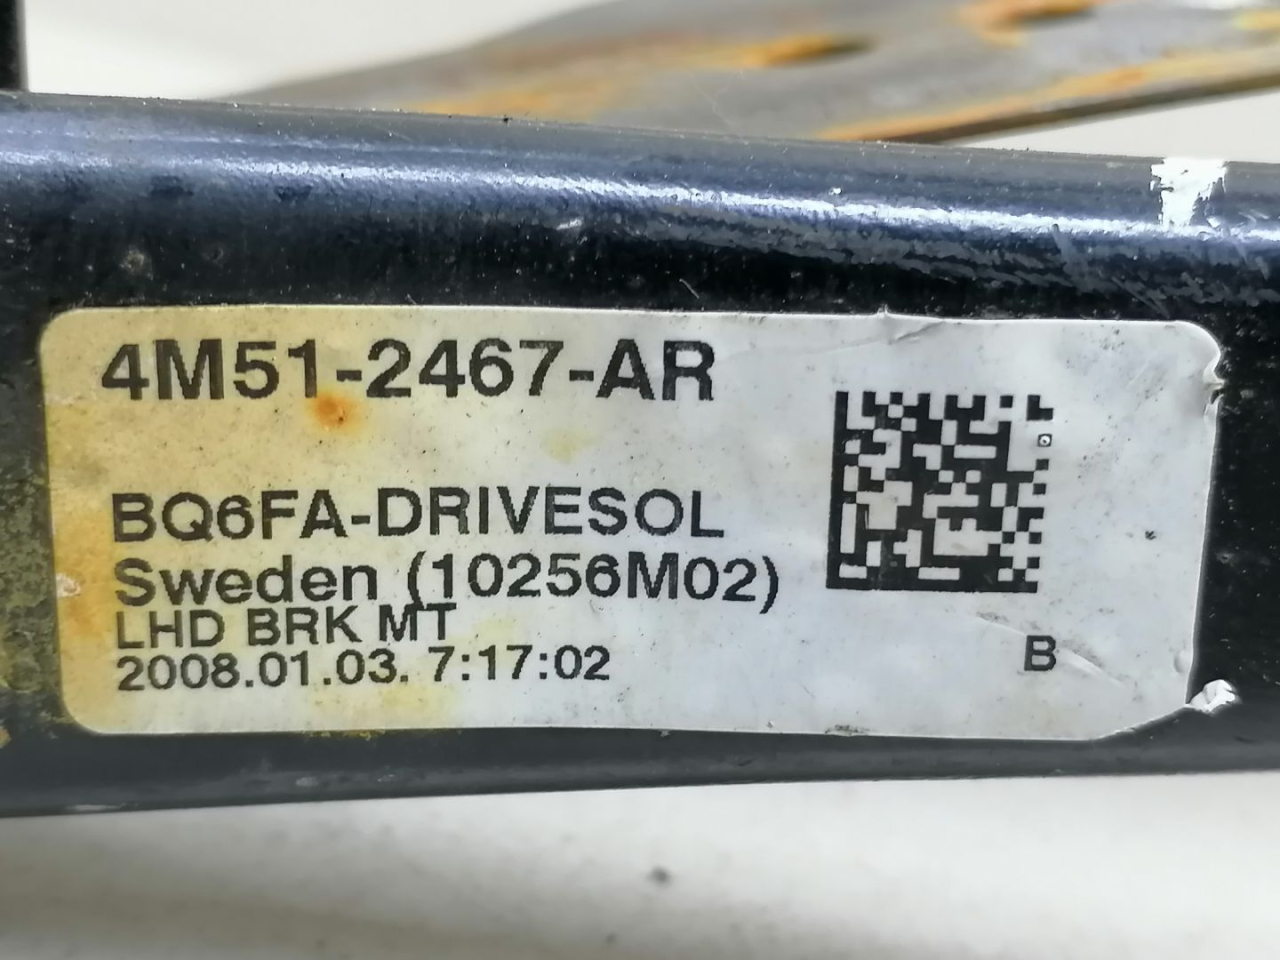 4M51-2467-AR
BQ6FA-DRIVESOL
Sweden (10256M02)
LHD BRK MT
2008.01.03. 7:17:02
B